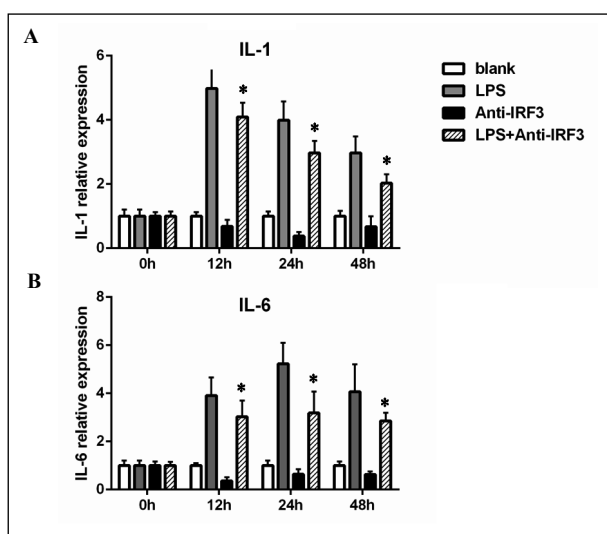 A
IL-1
IL-1 relative expression
6
4
2
0
* * *
0h 12h 24h 48h
blank
LPS
Anti-IRF3
LPS+Anti-IRF3
B
IL-6
IL-6 relative expression
8
6
4
2
0
* * *
0h 12h 24h 48h